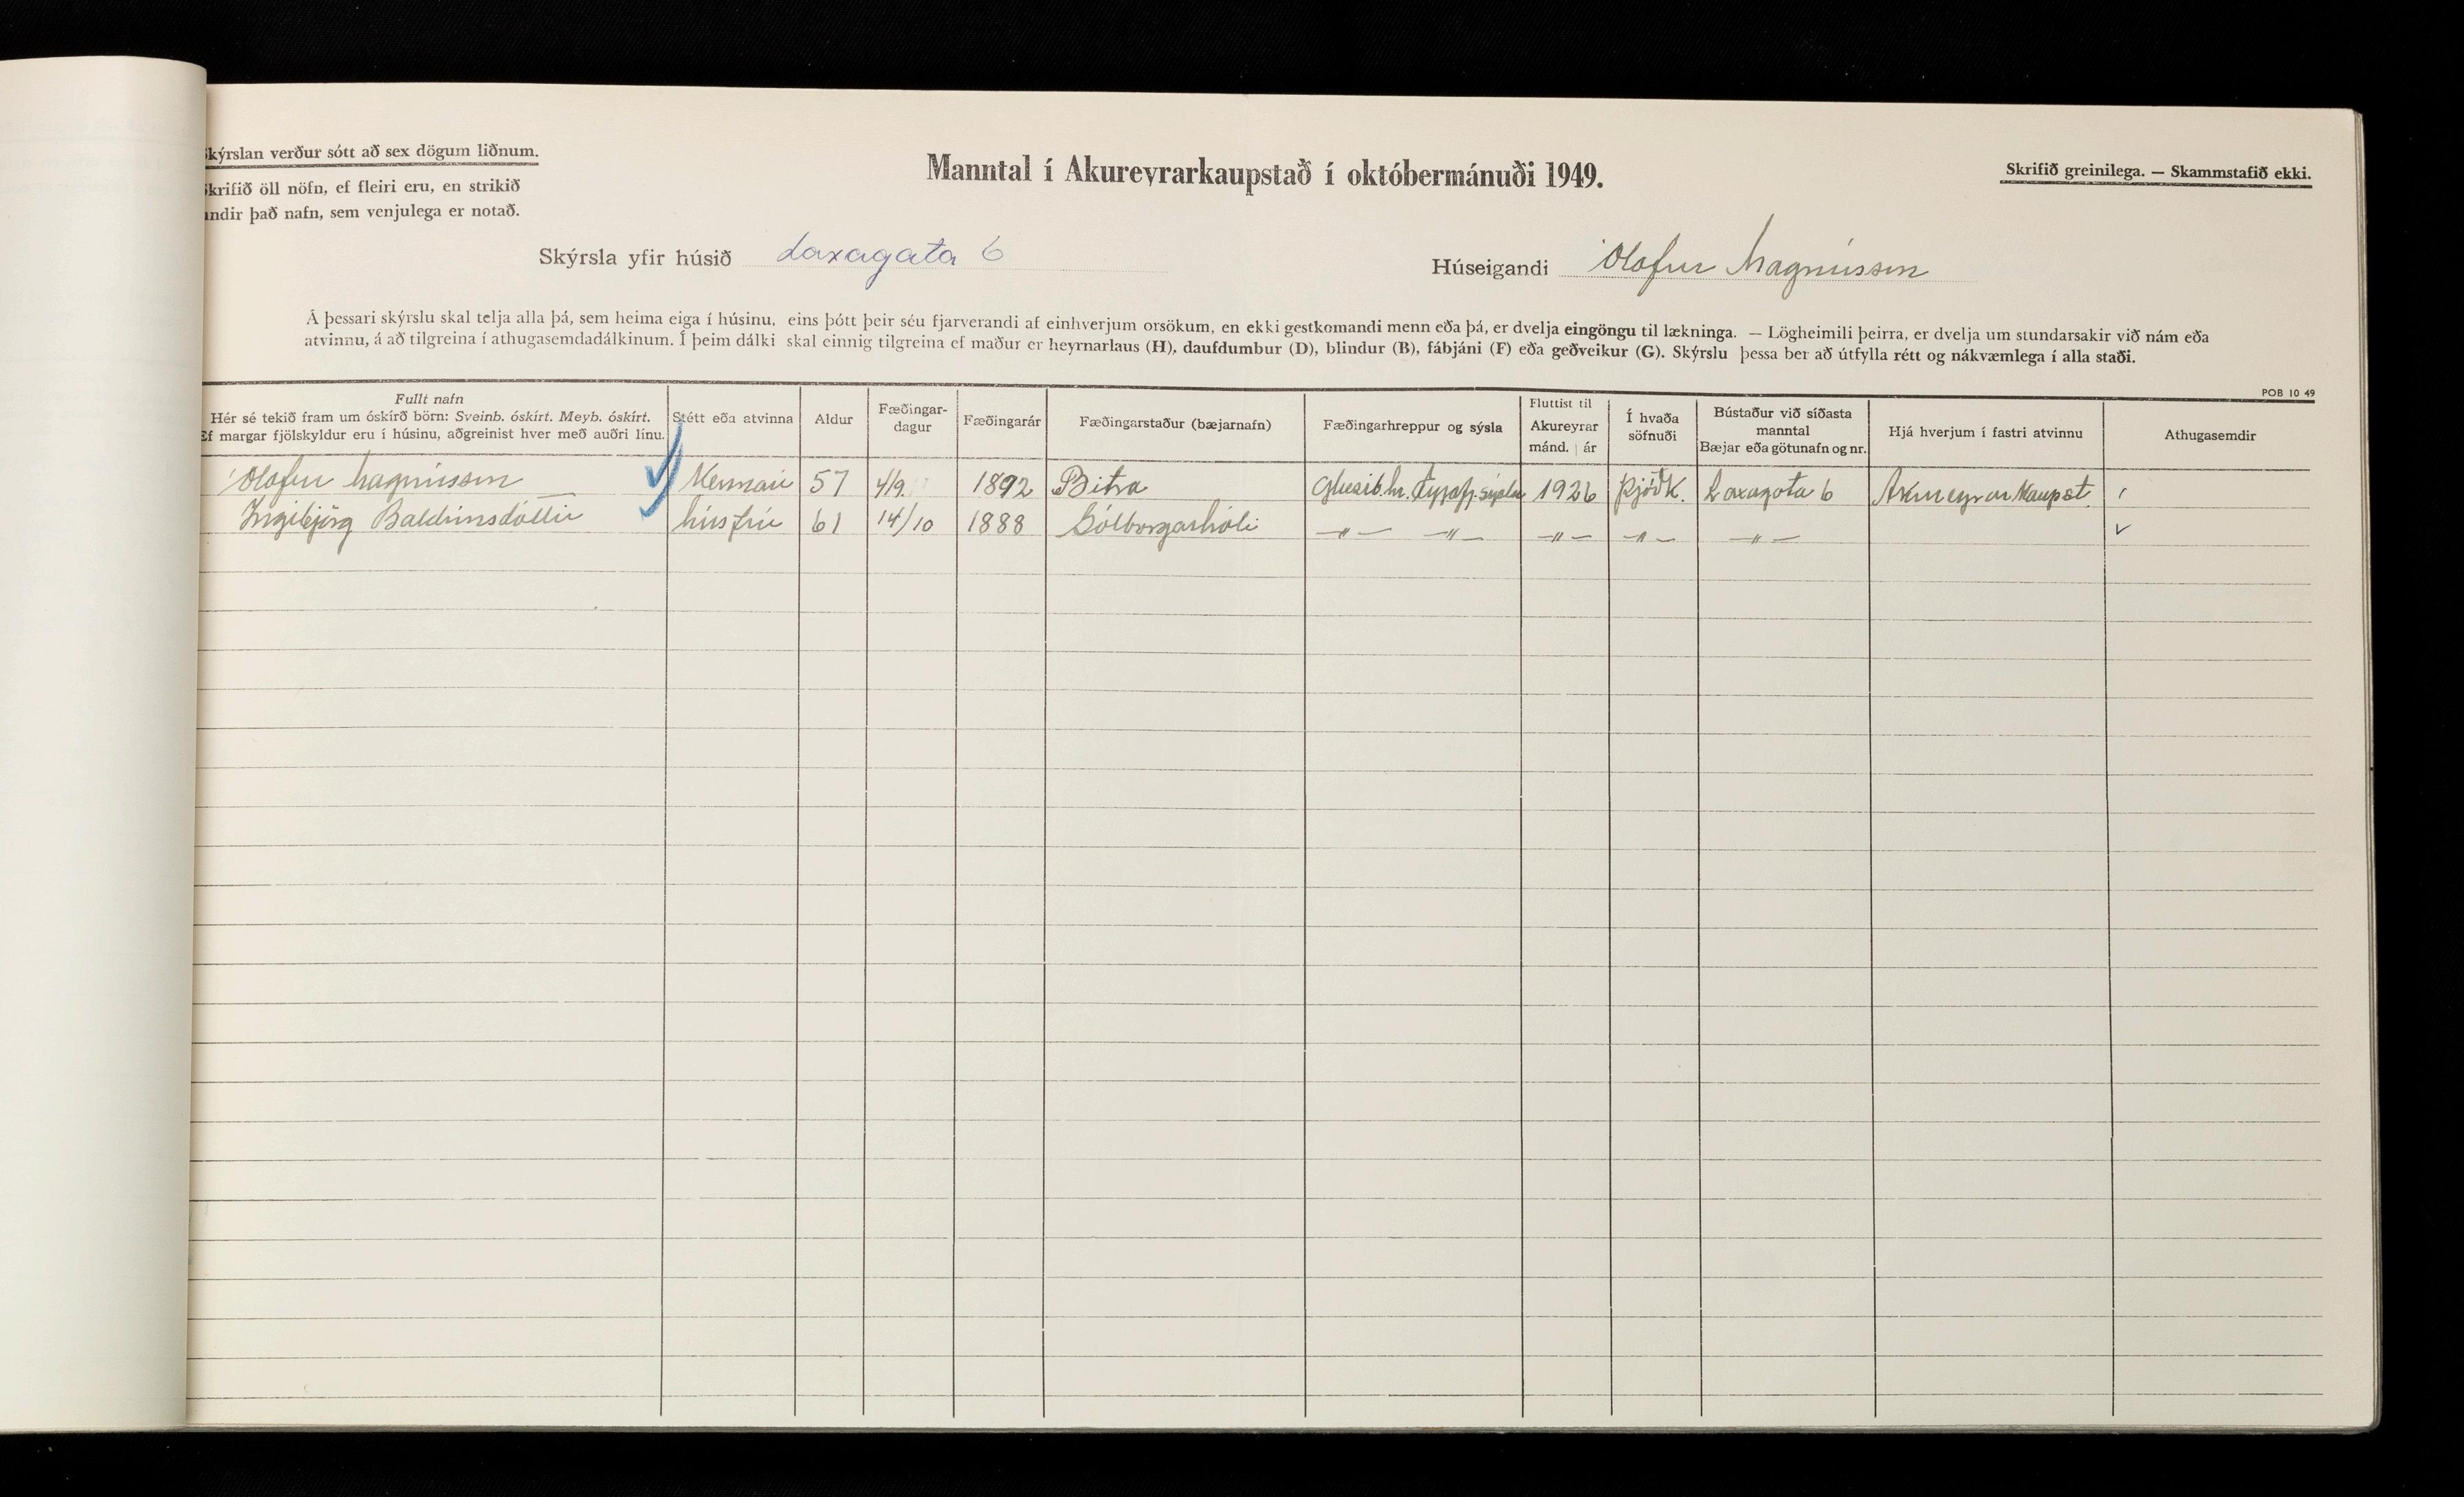 Skýrslan verður sótt að sex dögum liðnum.
Skrifið öll nöfn, ef fleiri eru, en strikið
undir það nafn, sem venjulega er notað.
Manntal í Akureyrarkaupstað í októbermánuði 1949.
Skrifið greinilega. — Skammstafið ekki.
Skýrsla yfir húsið Laxagata 6
Húseigandi Ólafur Magnússon
Á þessari skýrslu skal telja alla þá, sem heima eiga í húsinu, eins þótt þeir séu fjarverandi af einhverjum orsökum, en ekki gestkomandi menn eða þá, er dvelja eingöngu til lækninga. — Lögheimili þeirra, er dvelja um stundarsakir við nám eða
atvinnu, á að tilgreina í athugasemdadálkinum. Í þeim dálki skal einnig tilgreina ef maður er heyrnarlaus (H), daufdumbur (D), blindur (B), fábjáni (F) eða geðveikur (G). Skýrslu þessa ber að útfylla rétt og nákvæmlega í alla staði.
POB 10 49
Fullt nafn
Hér sé tekið fram um óskírð börn: Sveinb. óskírt. Meyb. óskírt.
Ef margar fjölskyldur eru í húsinu, aðgreinist hver með auðri línu.
Stétt eða atvinna
Aldur
Fæðingar-
dagur
Fæðingarár
Fæðingarstaður (bæjarnafn)
Fæðingarhreppur og sýsla
Fluttist til
Akureyrar
mánd. | ár
Í hvaða
söfnuði
Bústaður við síðasta
manntal
Bæjar eða götunafn og nr.
Hjá hverjum í fastri atvinnu
Athugasemdir
Ólafur Magnússon Kennari 57 4/9 1892 Bitra Glæsib.hr. Eyjafj.sýslu 1926 Þjóðk. Laxagata 6 Akureyrarkaupst.
Ingibjörg Baldvinsdóttir húsfrú 61 14/10 1888 Sólborgarhóli —〃— —〃— —〃— —〃— —〃—